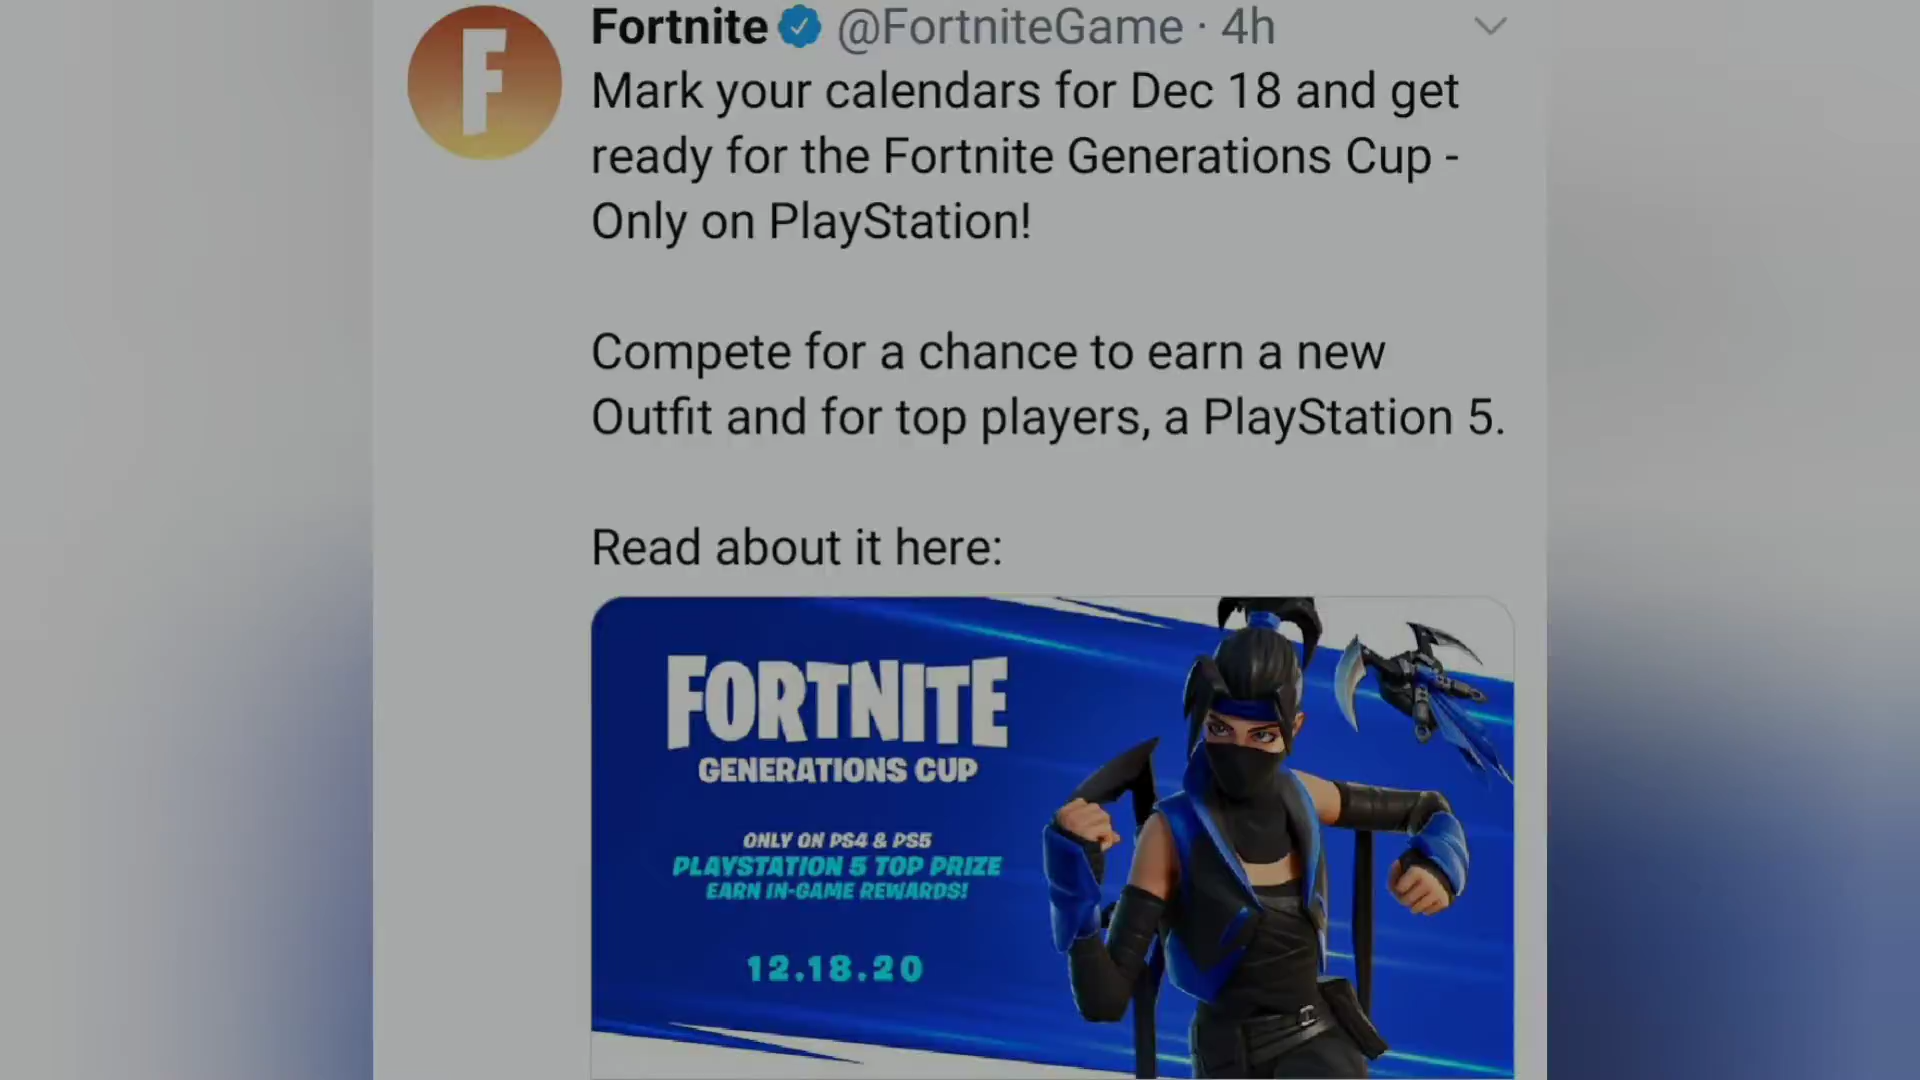 Fortnite @FortniteGame · 4h
Mark your calendars for Dec 18 and get
ready for the Fortnite Generations Cup -
Only on PlayStation!
Compete for a chance to earn a new
Outfit and for top players, a PlayStation 5.
Read about it here:
FORTNITE
GENERATIONS CUP
ONLY ON PS4 & PS5
PLAYSTATION 5 TOP PRIZE
EARN IN-GAME REWARDS!
12.18.20